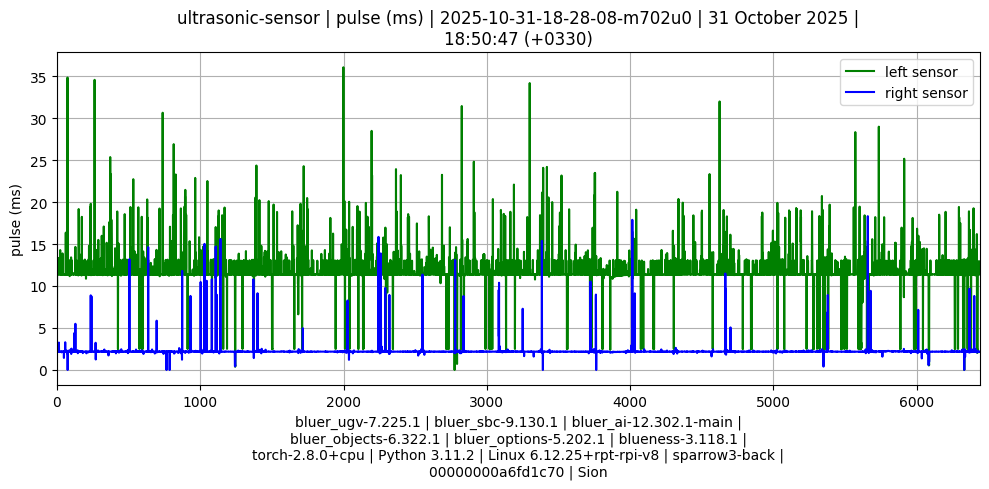 ultrasonic-sensor | pulse (ms) | 2025-10-31-18-28-08-m702u0 | 31 October 2025 |
18:50:47 (+0330)
left sensor
right sensor
pulse (ms)
35
30
25
20
15
10
5
0
0 1000 2000 3000 4000 5000 6000
bluer_ugv-7.225.1 | bluer_sbc-9.130.1 | bluer_ai-12.302.1-main |
bluer_objects-6.322.1 | bluer_options-5.202.1 | blueness-3.118.1 |
torch-2.8.0+cpu | Python 3.11.2 | Linux 6.12.25+rpt-rpi-v8 | sparrow3-back |
00000000a6fd1c70 | Sion